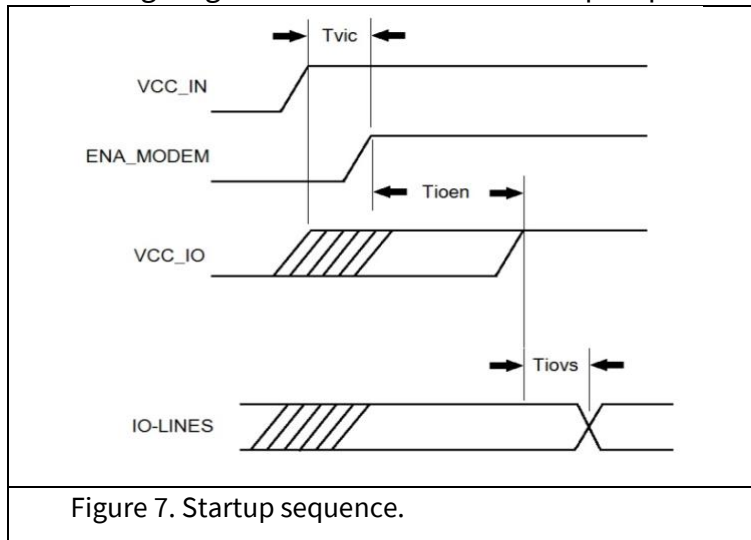 Tvic
VCC_IN
ENA_MODEM
Tioen
VCC_IO
Tiovs
IO-LINES
Figure 7. Startup sequence.